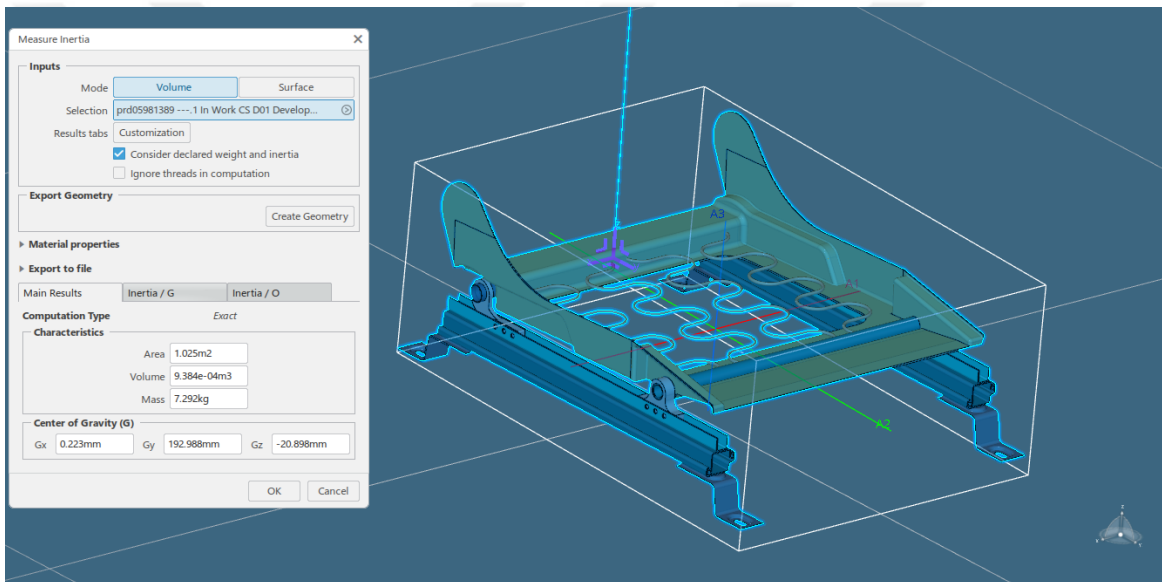 Measure Inertia
Inputs
Mode Volume Surface
Selection prd05981389 ---.1 In Work CS D01 Develop...
Results tabs Customization
Consider declared weight and inertia
Ignore threads in computation
Export Geometry
Create Geometry
Material properties
Export to file
Main Results Inertia / G Inertia / O
Computation Type Exact
Characteristics
Area 1.025m2
Volume 9.384e-04m3
Mass 7.292kg
Center of Gravity (G)
Gx 0.223mm Gy 192.988mm Gz -20.898mm
OK Cancel
A3
A1
A2